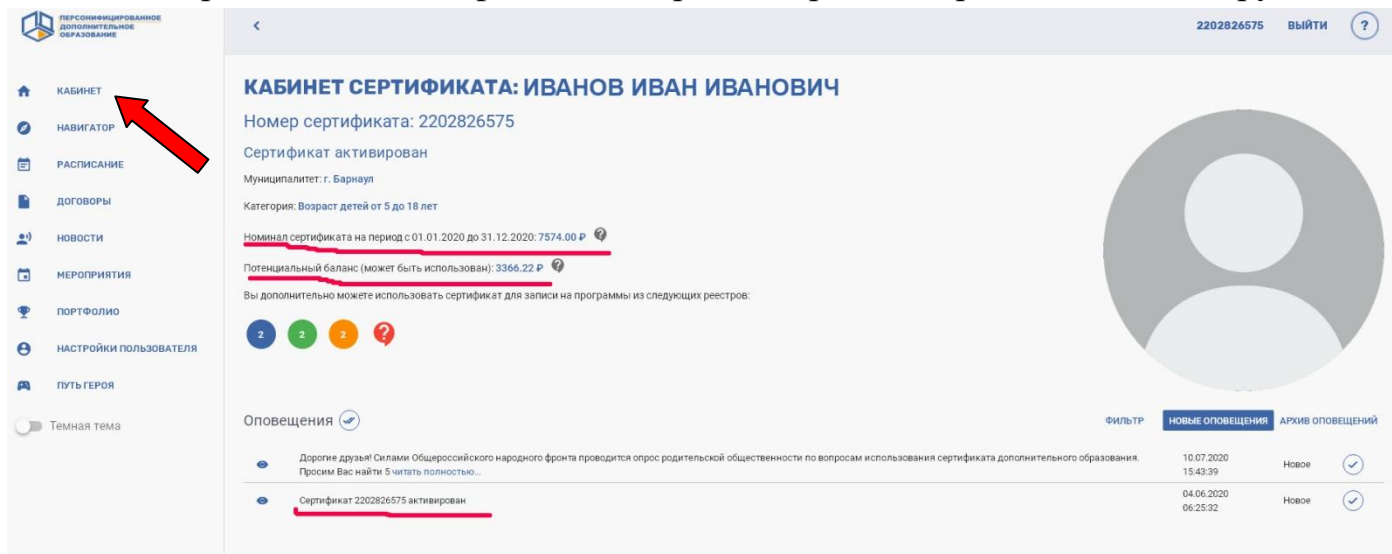 ПЕРСОНИФИЦИРОВАННОЕ
ДОПОЛНИТЕЛЬНОЕ
ОБРАЗОВАНИЕ
2202826575 ВЫЙТИ ?
КАБИНЕТ
НАВИГАТОР
РАСПИСАНИЕ
ДОГОВОРЫ
НОВОСТИ
МЕРОПРИЯТИЯ
ПОРТФОЛИО
НАСТРОЙКИ ПОЛЬЗОВАТЕЛЯ
ПУТЬ ГЕРОЯ
Темная тема
КАБИНЕТ СЕРТИФИКАТА: ИВАНОВ ИВАН ИВАНОВИЧ
Номер сертификата: 2202826575
Сертификат активирован
Муниципалитет: г. Барнаул
Категория: Возраст детей от 5 до 18 лет
Номинал сертификата на период с 01.01.2020 до 31.12.2020: 7574.00 ₽ ?
Потенциальный баланс (может быть использован): 3366.22 ₽ ?
Вы дополнительно можете использовать сертификат для записи на программы из следующих реестров:
2 2 2 ?
Оповещения
ФИЛЬТР НОВЫЕ ОПОВЕЩЕНИЯ АРХИВ ОПОВЕЩЕНИЙ
Дорогие друзья! Силами Общероссийского народного фронта проводится опрос родительской общественности по вопросам использования сертификата дополнительного образования.
Просим Вас найти 5 читать полностью...
10.07.2020
15:43:39
Новое
Сертификат 2202826575 активирован
04.06.2020
06:25:32
Новое